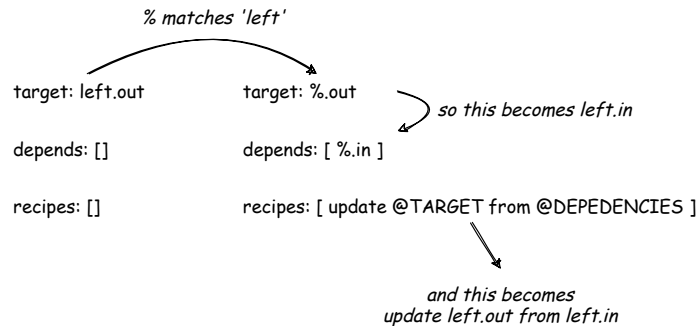 % matches 'left'
target: left.out target: %.out
so this becomes left.in
depends: [] depends: [ %.in ]
recipes: [] recipes: [ update @TARGET from @DEPEDENCIES ]
and this becomes
update left.out from left.in